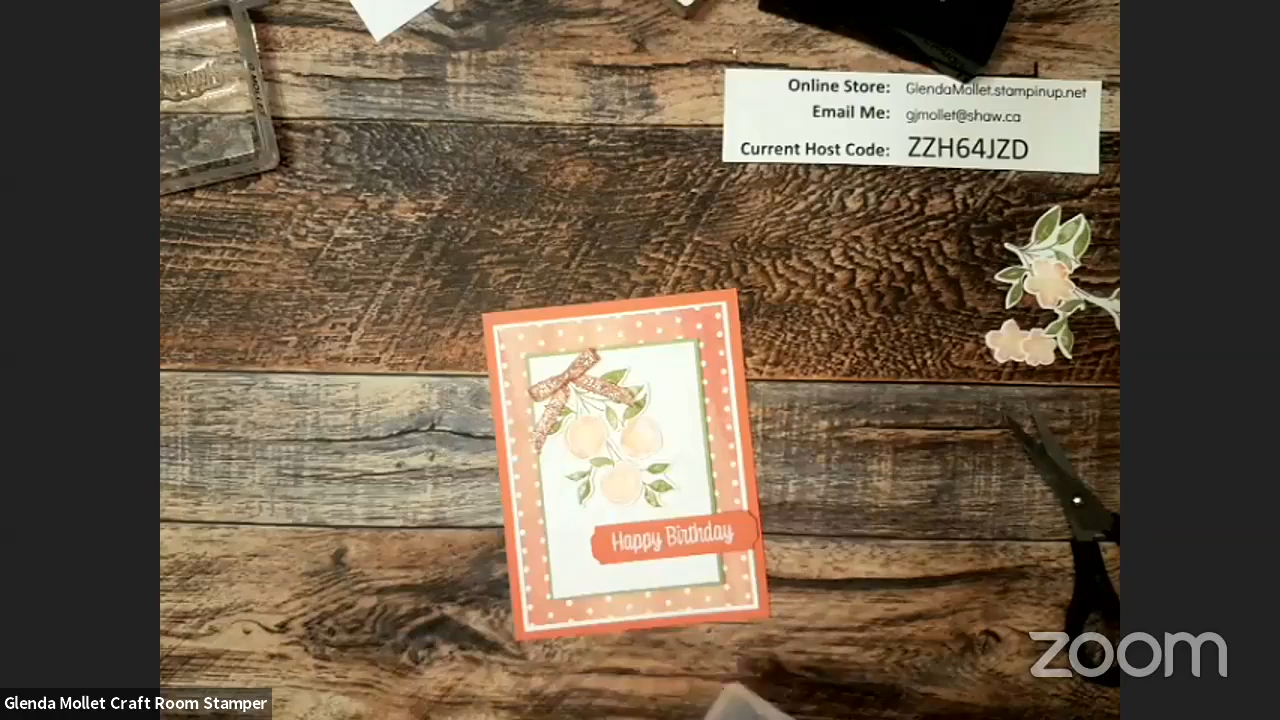 Online Store: GlendaMollet.stampinup.net
Email Me: gjmollet@shaw.ca
Current Host Code: ZZH64JZD
Happy Birthday
zoom
Glenda Mollet Craft Room Stamper